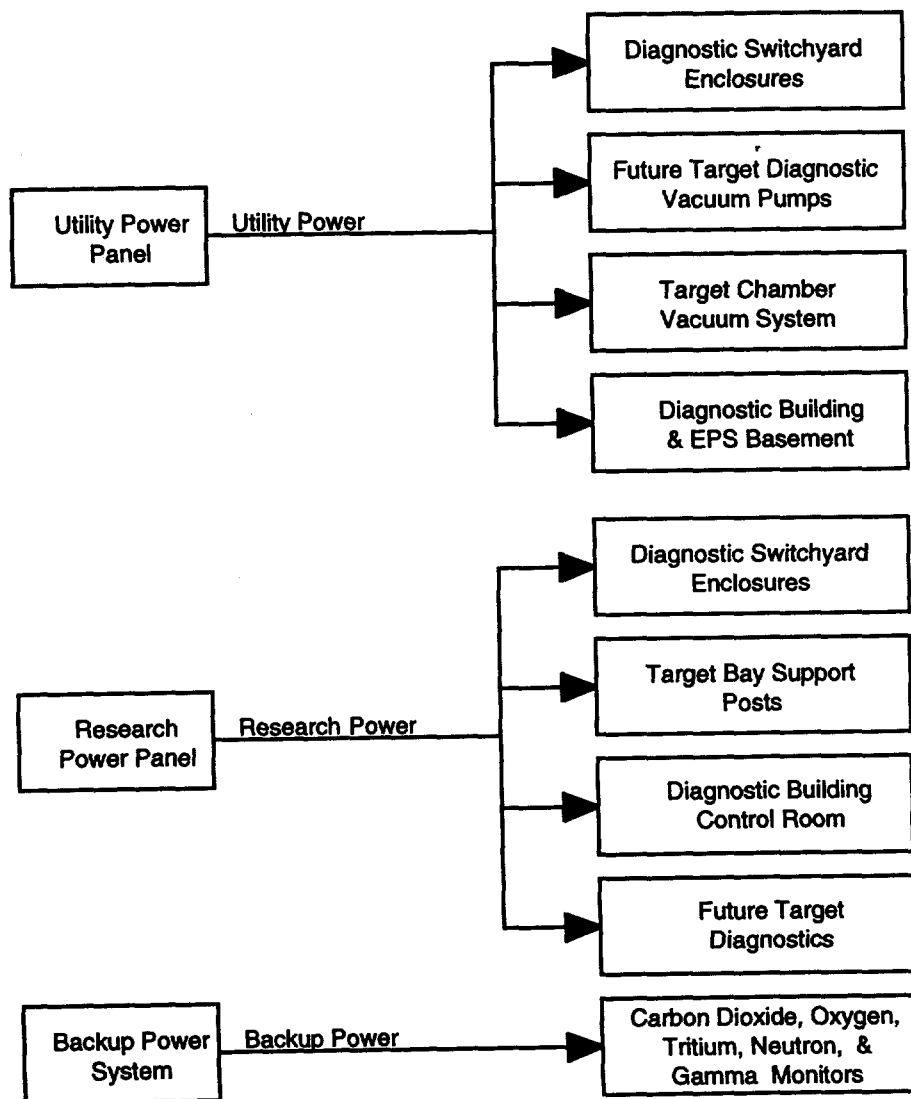 Diagnostic Switchyard
Enclosures
Future Target Diagnostic
Vacuum Pumps
Utility Power
Panel
Utility Power
Target Chamber
Vacuum System
Diagnostic Building
& EPS Basement
Diagnostic Switchyard
Enclosures
Target Bay Support
Posts
Research
Power Panel
Research Power
Diagnostic Building
Control Room
Future Target
Diagnostics
Backup Power
System
Backup Power
Carbon Dioxide, Oxygen,
Tritium, Neutron, &
Gamma Monitors